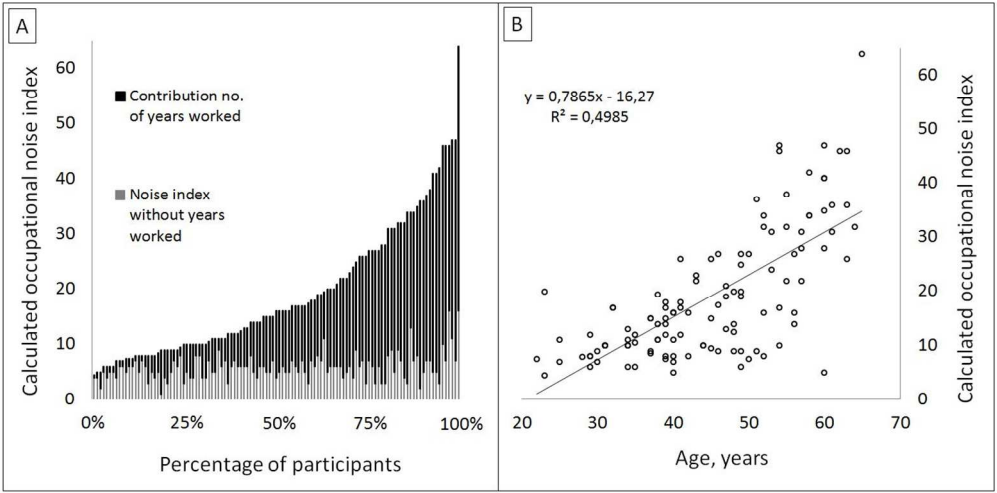 A
Calculated occupational noise index
60
50
40
30
20
10
0
Contribution no.
of years worked
Noise index
without years
worked
0%
25%
50%
75%
100%
Percentage of participants
B
y = 0,7865x - 16,27
R² = 0,4985
60
50
40
30
20
10
0
Calculated occupational noise index
20
30
40
50
60
70
Age, years